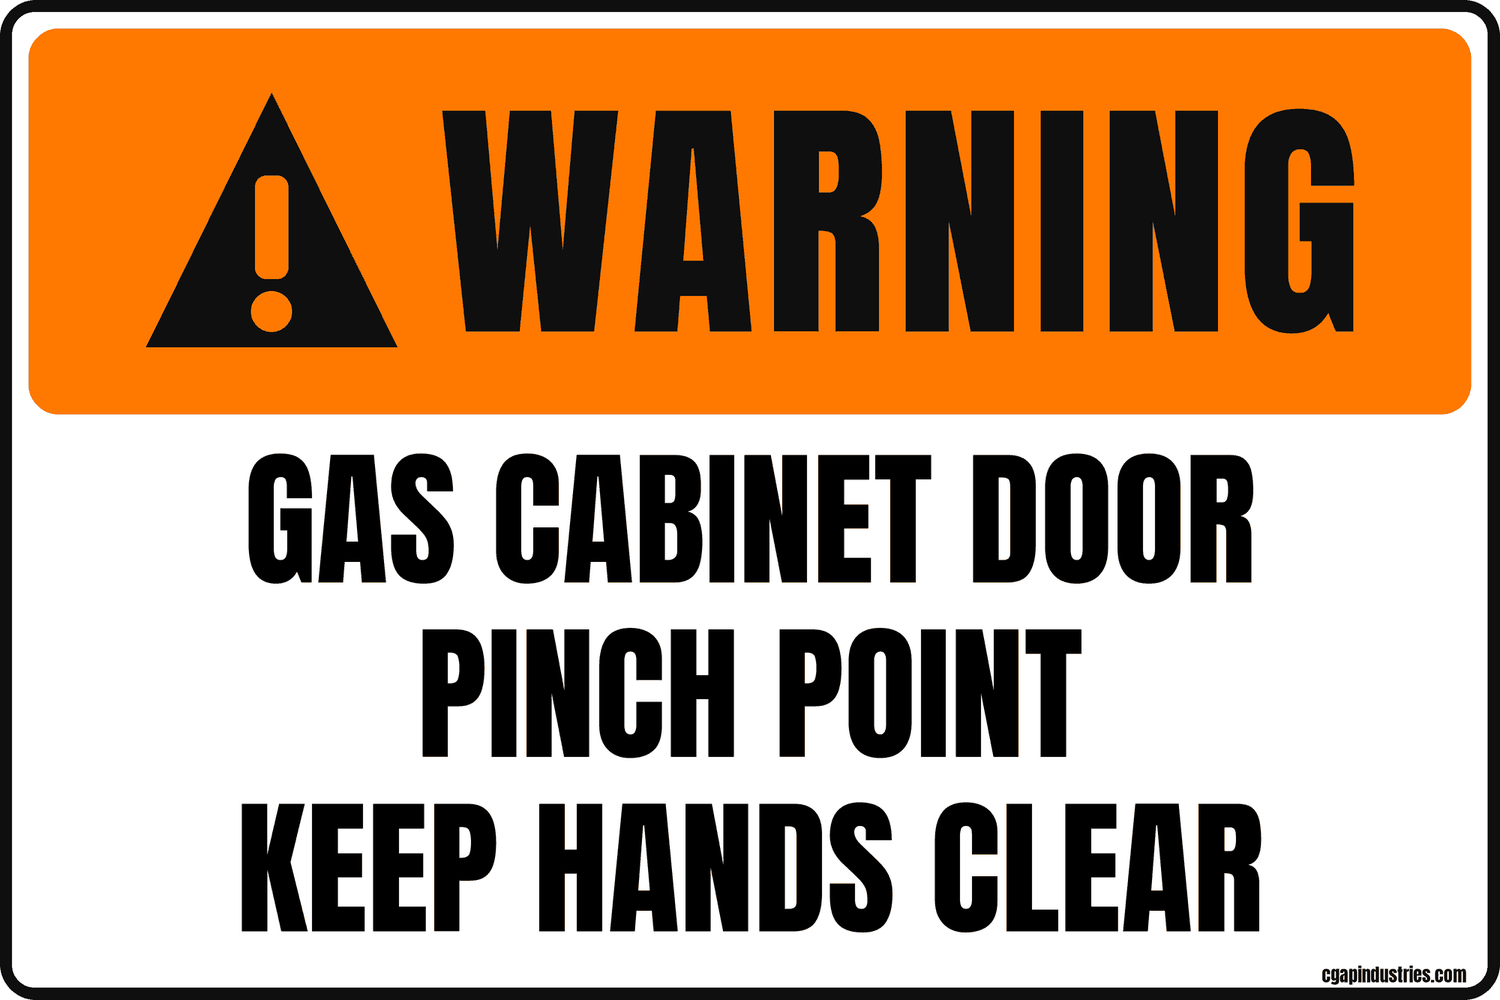 WARNING
GAS CABINET DOOR
PINCH POINT
KEEP HANDS CLEAR
cgapindustries.com